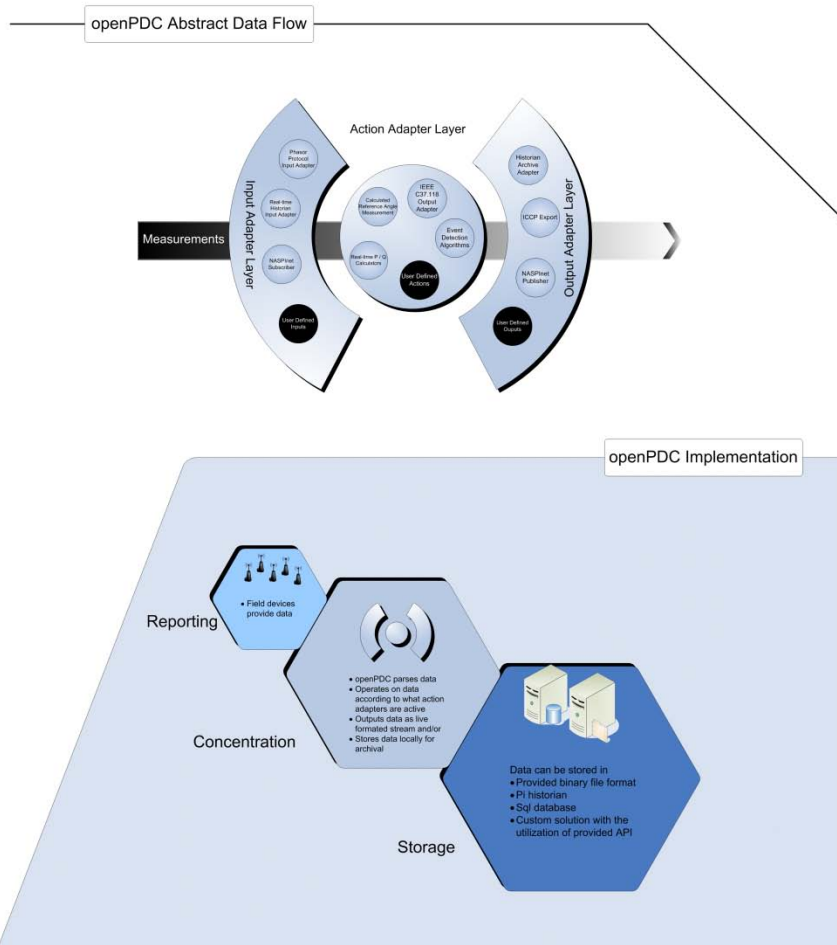 openPDC Abstract Data Flow
Action Adapter Layer
Input Adapter Layer
Output Adapter Layer
Measurements
Phasor
Protocol
Input Adapter
Real-time
Historian
Input Adapter
NASPInet
Subscriber
User Defined
Inputs
Calculated
Reference Angle
Measurement
IEEE
C37.118
Output
Adapter
Event
Detection
Algorithms
Real-time P / Q
Calculators
User Defined
Actions
Historian
Archive
Adapter
ICCP Export
NASPInet
Publisher
User Defined
Ouputs
openPDC Implementation
Reporting
• Field devices
provide data
Concentration
• openPDC parses data
• Operates on data
according to what action
adapters are active
• Outputs data as live
formated stream and/or
• Stores data locally for
archival
Storage
Data can be stored in
• Provided binary file format
• Pi historian
• Sql database
• Custom solution with the
utilization of provided API